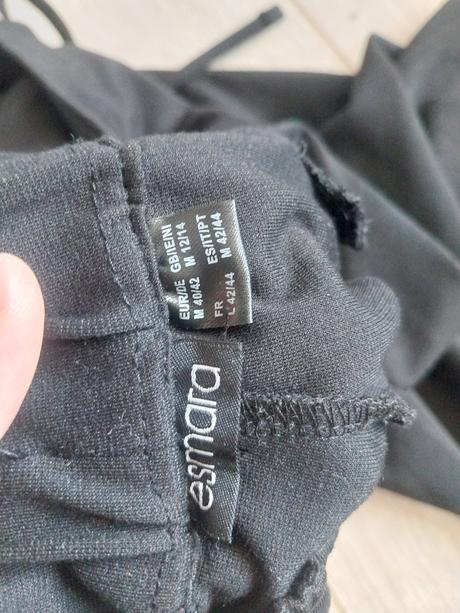 EUR/DE
M 40/42
GB/IE/NI
M 12/14
FR
L 42/44
ES/IT/PT
M 42/44
esmara